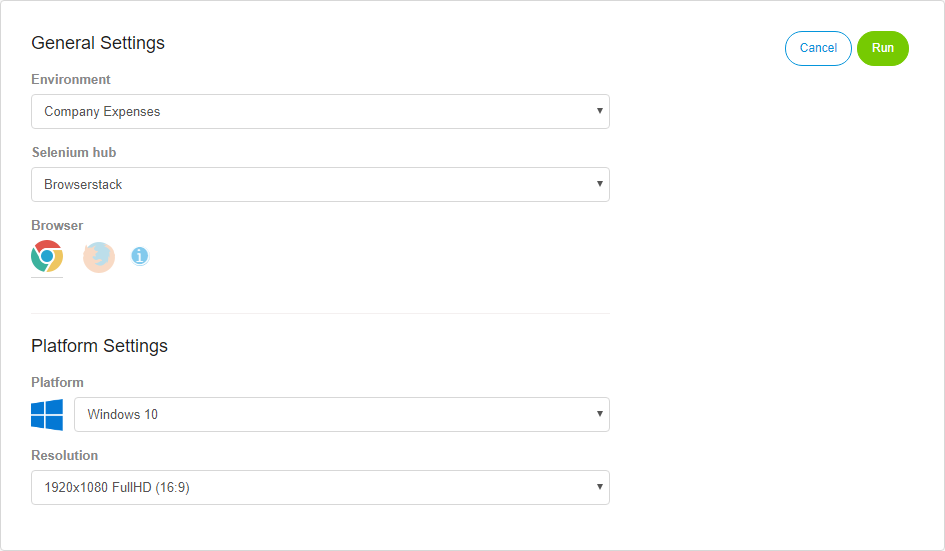 General Settings
Cancel
Run
Environment
Company Expenses
Selenium hub
Browserstack
Browser
i
Platform Settings
Platform
Windows 10
Resolution
1920x1080 FullHD (16:9)